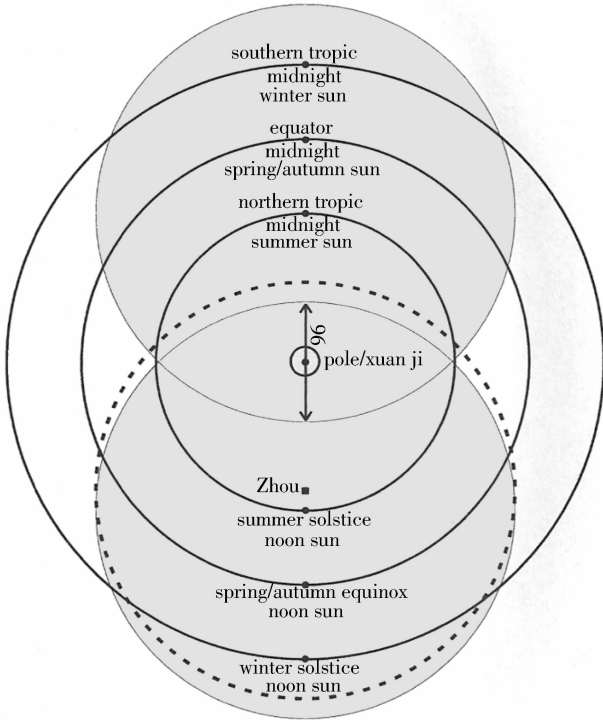 southern tropic
midnight
winter sun
equator
midnight
spring/autumn sun
northern tropic
midnight
summer sun
96
pole/xuan ji
Zhou
summer solstice
noon sun
spring/autumn equinox
noon sun
winter solstice
noon sun